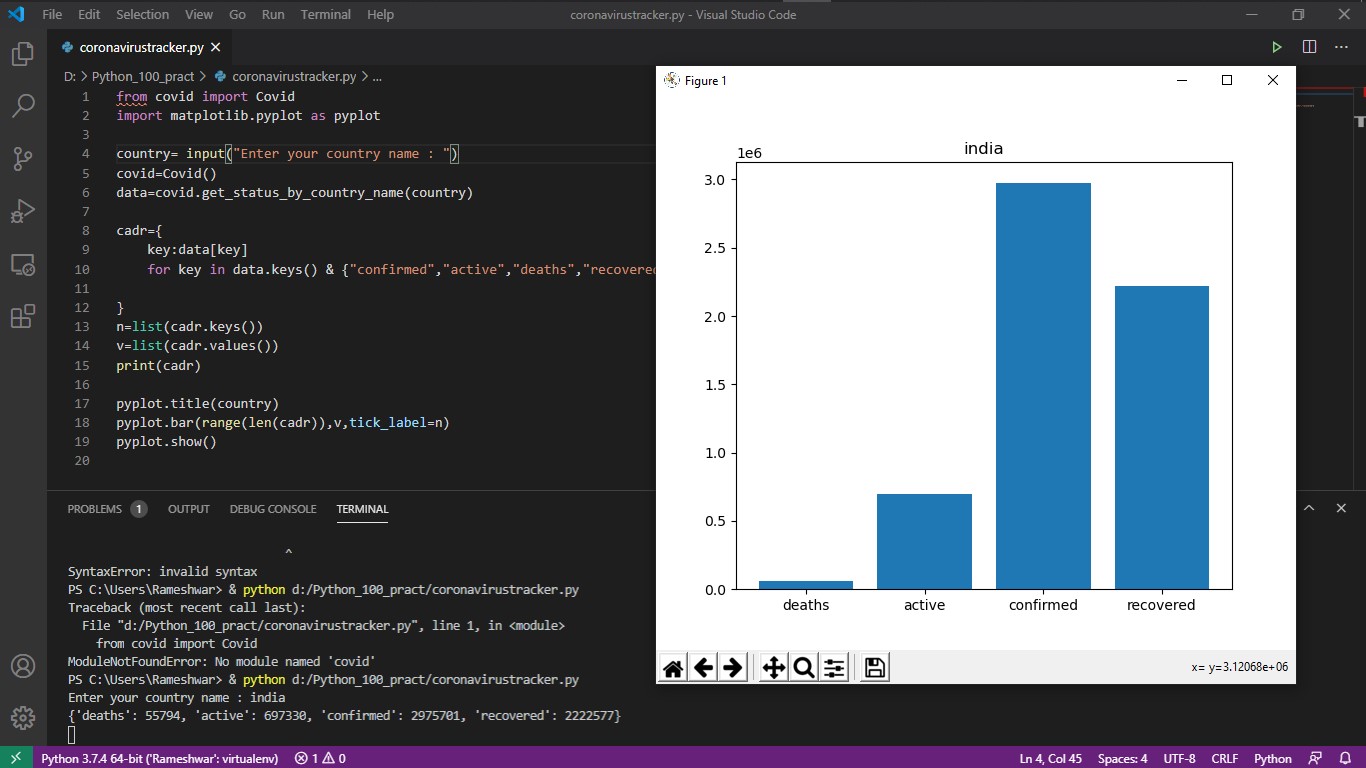 File Edit Selection View Go Run Terminal Help
coronavirustracker.py - Visual Studio Code
coronavirustracker.py
D: > Python_100_pract > coronavirustracker.py > ...
1 from covid import Covid
2 import matplotlib.pyplot as pyplot
3
4 country= input("Enter your country name : ")
5 covid=Covid()
6 data=covid.get_status_by_country_name(country)
7
8 cadr={
9 key:data[key]
10 for key in data.keys() & {"confirmed","active","deaths","recovered
11
12 }
13 n=list(cadr.keys())
14 v=list(cadr.values())
15 print(cadr)
16
17 pyplot.title(country)
18 pyplot.bar(range(len(cadr)),v,tick_label=n)
19 pyplot.show()
20
Figure 1
india
1e6
3.0
2.5
2.0
1.5
1.0
0.5
0.0
deaths active confirmed recovered
x= y=3.12068e+06
PROBLEMS 1 OUTPUT DEBUG CONSOLE TERMINAL
^
SyntaxError: invalid syntax
PS C:\Users\Rameshwar> & python d:/Python_100_pract/coronavirustracker.py
Traceback (most recent call last):
File "d:/Python_100_pract/coronavirustracker.py", line 1, in <module>
from covid import Covid
ModuleNotFoundError: No module named 'covid'
PS C:\Users\Rameshwar> & python d:/Python_100_pract/coronavirustracker.py
Enter your country name : india
{'deaths': 55794, 'active': 697330, 'confirmed': 2975701, 'recovered': 2222577}
Python 3.7.4 64-bit ('Rameshwar': virtualenv) 1 0 Ln 4, Col 45 Spaces: 4 UTF-8 CRLF Python